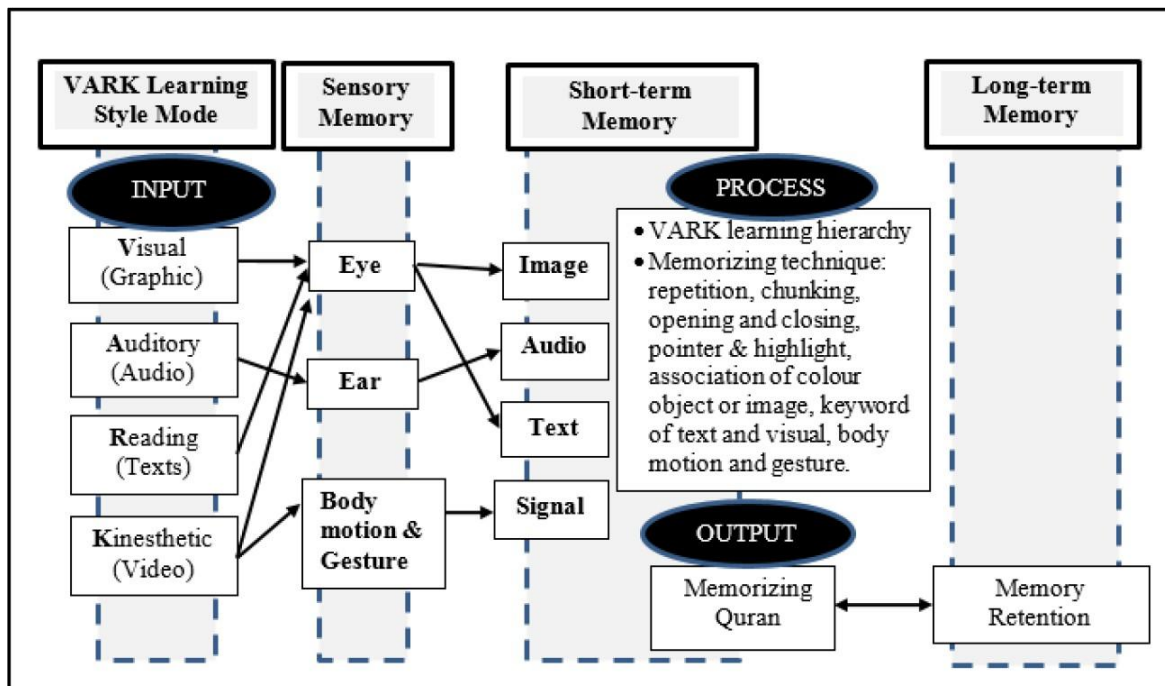 VARK Learning
Style Mode
Sensory
Memory
Short-term
Memory
Long-term
Memory
INPUT
Visual
(Graphic)
Auditory
(Audio)
Reading
(Texts)
Kinesthetic
(Video)
Eye
Ear
Body
motion &
Gesture
Image
Audio
Text
Signal
PROCESS
• VARK learning hierarchy
• Memorizing technique:
repetition, chunking,
opening and closing,
pointer & highlight,
association of colour
object or image, keyword
of text and visual, body
motion and gesture.
OUTPUT
Memorizing
Quran
Memory
Retention